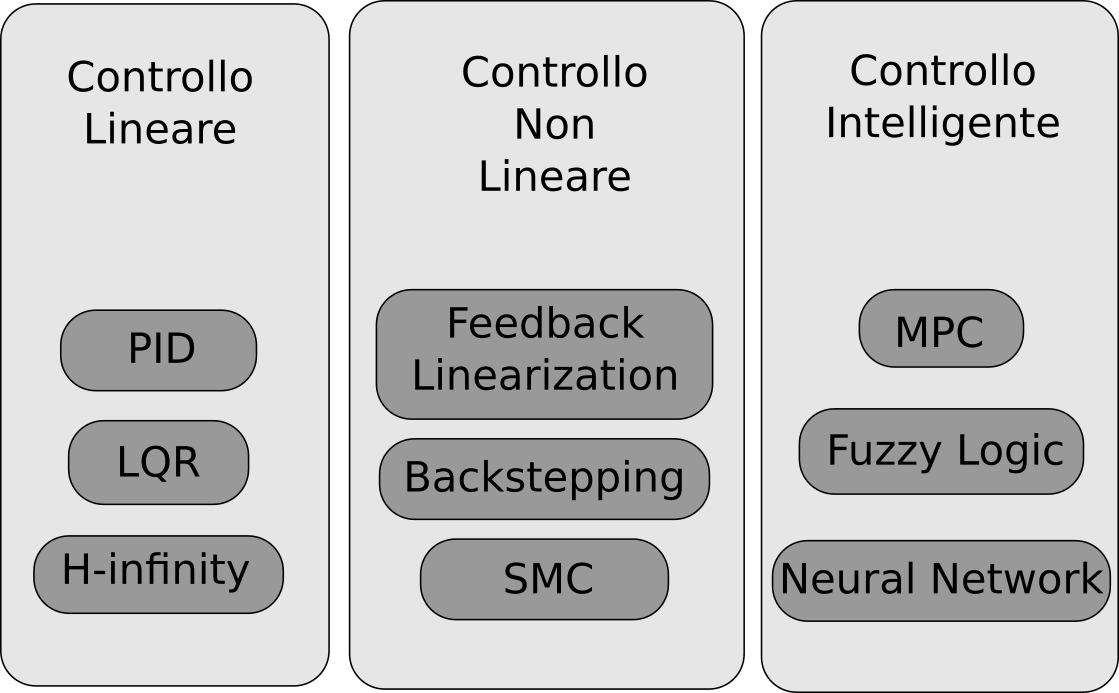 Controllo
Lineare
PID
LQR
H-infinity
Controllo
Non
Lineare
Feedback
Linearization
Backstepping
SMC
Controllo
Intelligente
MPC
Fuzzy Logic
Neural Network